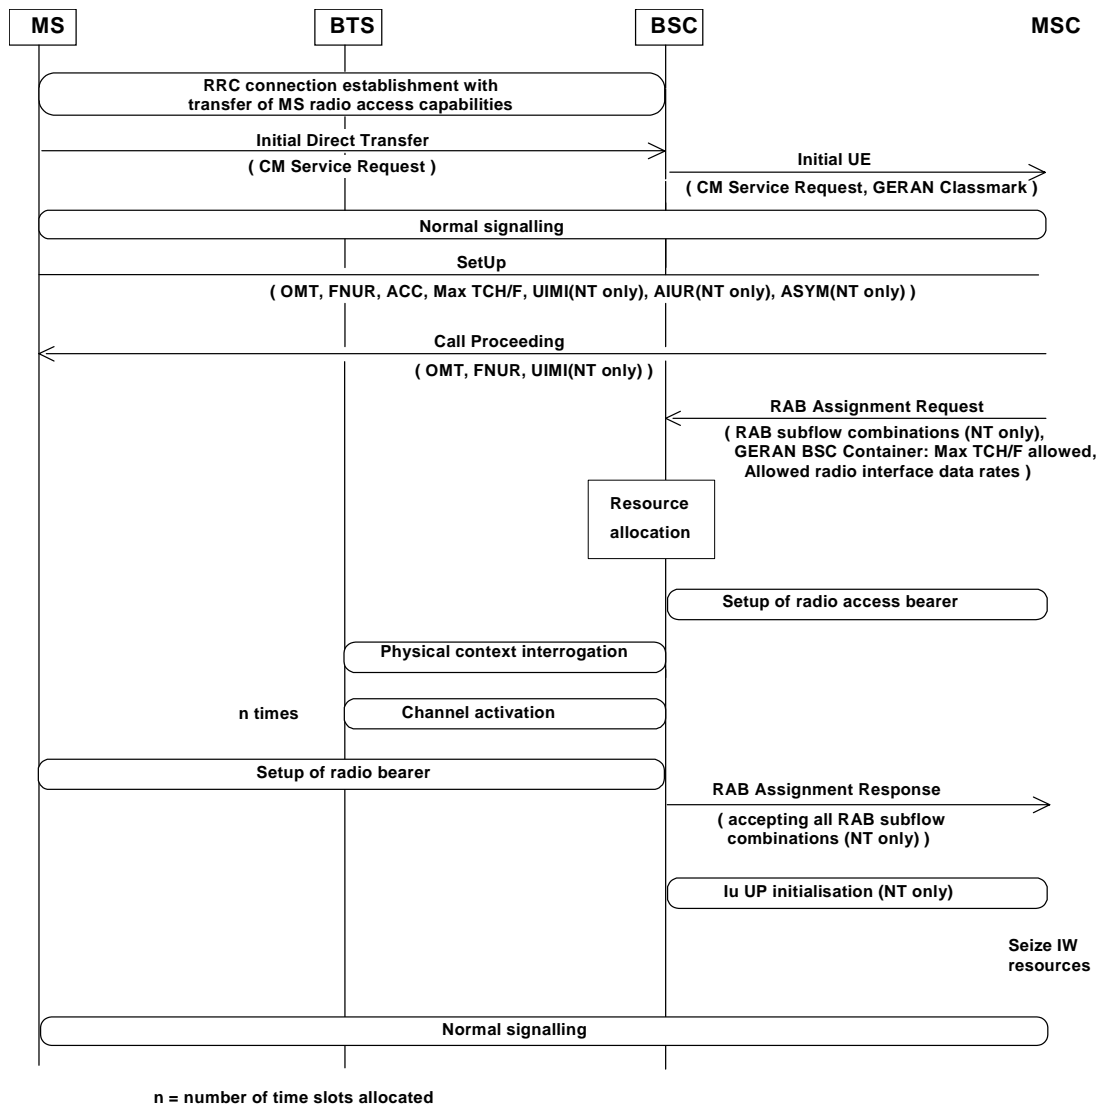 MS BTS BSC MSC
RRC connection establishment with
transfer of MS radio access capabilities
Initial Direct Transfer
( CM Service Request )
Initial UE
( CM Service Request, GERAN Classmark )
Normal signalling
SetUp
( OMT, FNUR, ACC, Max TCH/F, UIMI(NT only), AIUR(NT only), ASYM(NT only) )
Call Proceeding
( OMT, FNUR, UIMI(NT only) )
RAB Assignment Request
( RAB subflow combinations (NT only),
GERAN BSC Container: Max TCH/F allowed,
Allowed radio interface data rates )
Resource
allocation
Setup of radio access bearer
Physical context interrogation
n times
Channel activation
Setup of radio bearer
RAB Assignment Response
( accepting all RAB subflow
combinations (NT only) )
Iu UP initialisation (NT only)
Seize IW
resources
Normal signalling
n = number of time slots allocated